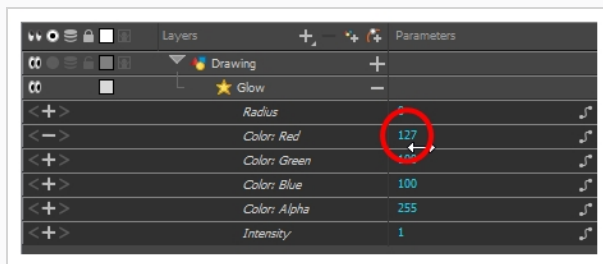 Layers Parameters
Drawing
Glow
Radius
Color: Red 127
Color: Green
Color: Blue 100
Color: Alpha 255
Intensity 1